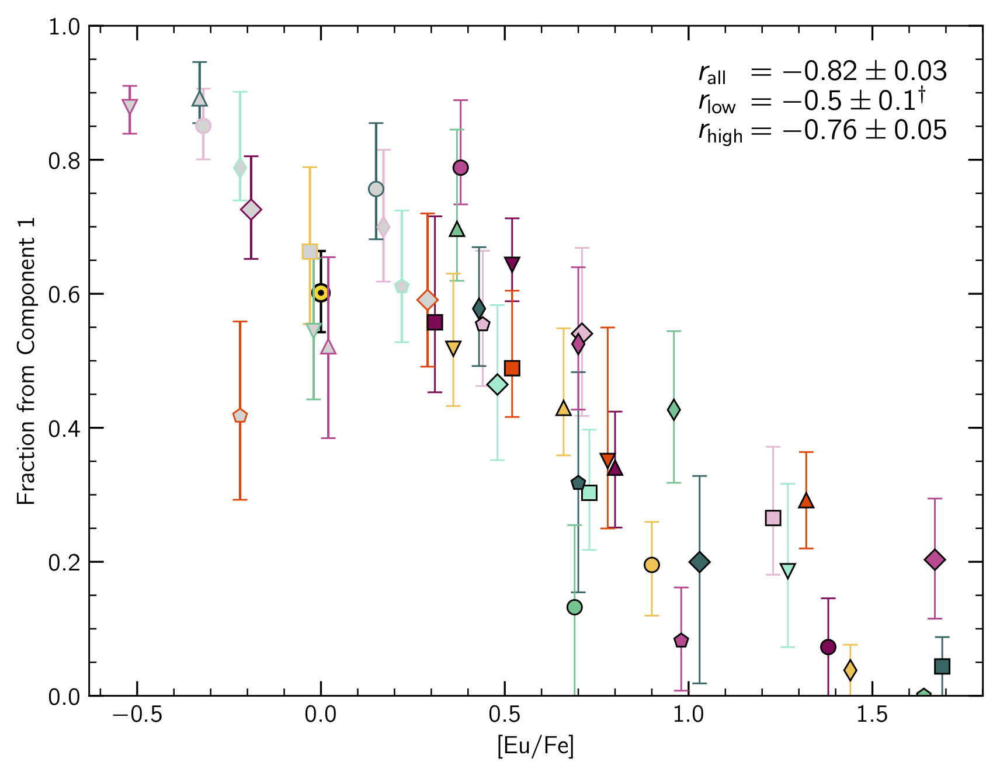 r_all = −0.82 ± 0.03
r_low = −0.5 ± 0.1†
r_high = −0.76 ± 0.05
1.0
0.8
0.6
0.4
0.2
0.0
Fraction from Component 1
−0.5 0.0 0.5 1.0 1.5
[Eu/Fe]